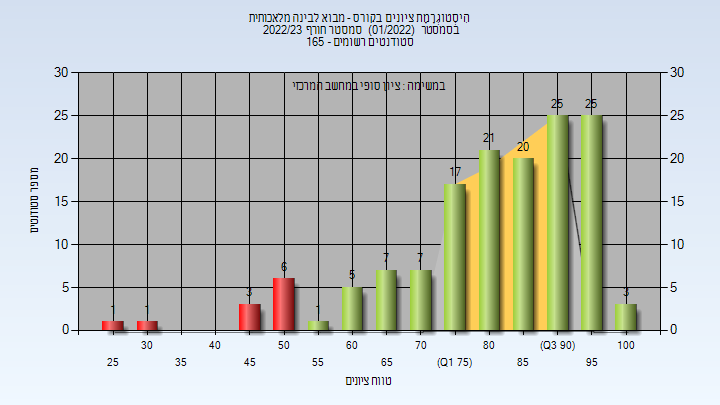 היסטוגרמת ציונים בקורס - מבוא לבינה מלאכותית
בסמסטר (01/2022) סמסטר חורף 2022/23
סטודנטים רשומים - 165
במשימה : ציון סופי במחשב המרכזי
30 30
25 25
20 20
15 15
10 10
5 5
0 0
מספר סטודנטים
1 1 3 6 1 5 7 7 17 21 20 25 25 3
30 40 50 60 70 80 (Q3 90) 100
25 35 45 55 65 (Q1 75) 85 95
טווח ציונים